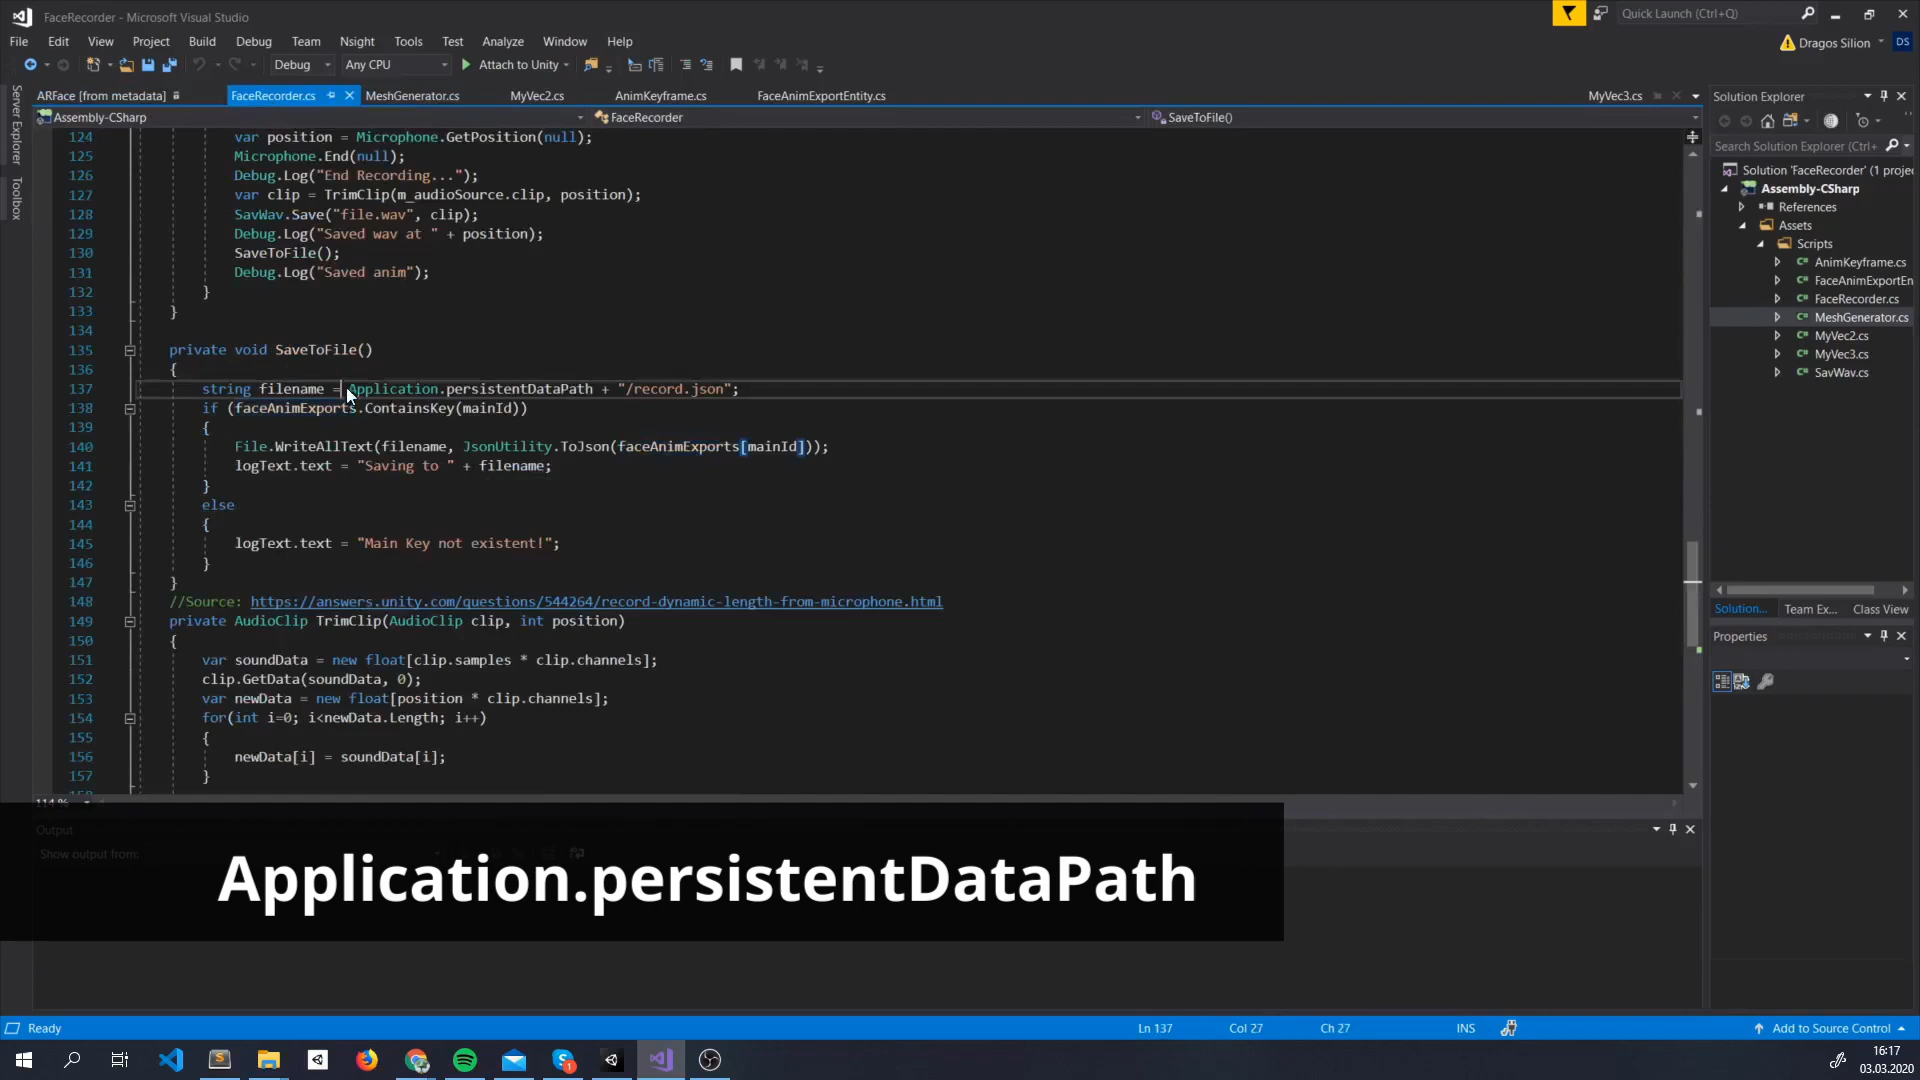 FaceRecorder - Microsoft Visual Studio
Quick Launch (Ctrl+Q)
File Edit View Project Build Debug Team Nsight Tools Test Analyze Window Help
Dragos Silion DS
Debug Any CPU Attach to Unity
Server Explorer
Toolbox
ARFace [from metadata] FaceRecorder.cs MeshGenerator.cs MyVec2.cs AnimKeyframe.cs FaceAnimExportEntity.cs MyVec3.cs
Assembly-CSharp FaceRecorder SaveToFile()
124 var position = Microphone.GetPosition(null);
125 Microphone.End(null);
126 Debug.Log("End Recording...");
127 var clip = TrimClip(m_audioSource.clip, position);
128 SavWav.Save("file.wav", clip);
129 Debug.Log("Saved wav at " + position);
130 SaveToFile();
131 Debug.Log("Saved anim");
132 }
133 }
134
135 private void SaveToFile()
136 {
137 string filename = Application.persistentDataPath + "/record.json";
138 if (faceAnimExports.ContainsKey(mainId))
139 {
140 File.WriteAllText(filename, JsonUtility.ToJson(faceAnimExports[mainId]));
141 logText.text = "Saving to " + filename;
142 }
143 else
144 {
145 logText.text = "Main Key not existent!";
146 }
147 }
148 //Source: https://answers.unity.com/questions/544264/record-dynamic-length-from-microphone.html
149 private AudioClip TrimClip(AudioClip clip, int position)
150 {
151 var soundData = new float[clip.samples * clip.channels];
152 clip.GetData(soundData, 0);
153 var newData = new float[position * clip.channels];
154 for(int i=0; i<newData.Length; i++)
155 {
156 newData[i] = soundData[i];
157 }
114 %
Output
Show output from:
Application.persistentDataPath
Solution Explorer
Search Solution Explorer (Ctrl+
Solution 'FaceRecorder' (1 projec
Assembly-CSharp
References
Assets
Scripts
AnimKeyframe.cs
FaceAnimExportEn
FaceRecorder.cs
MeshGenerator.cs
MyVec2.cs
MyVec3.cs
SavWav.cs
Solution... Team Ex... Class View
Properties
Ready Ln 137 Col 27 Ch 27 INS Add to Source Control
16:17
03.03.2020